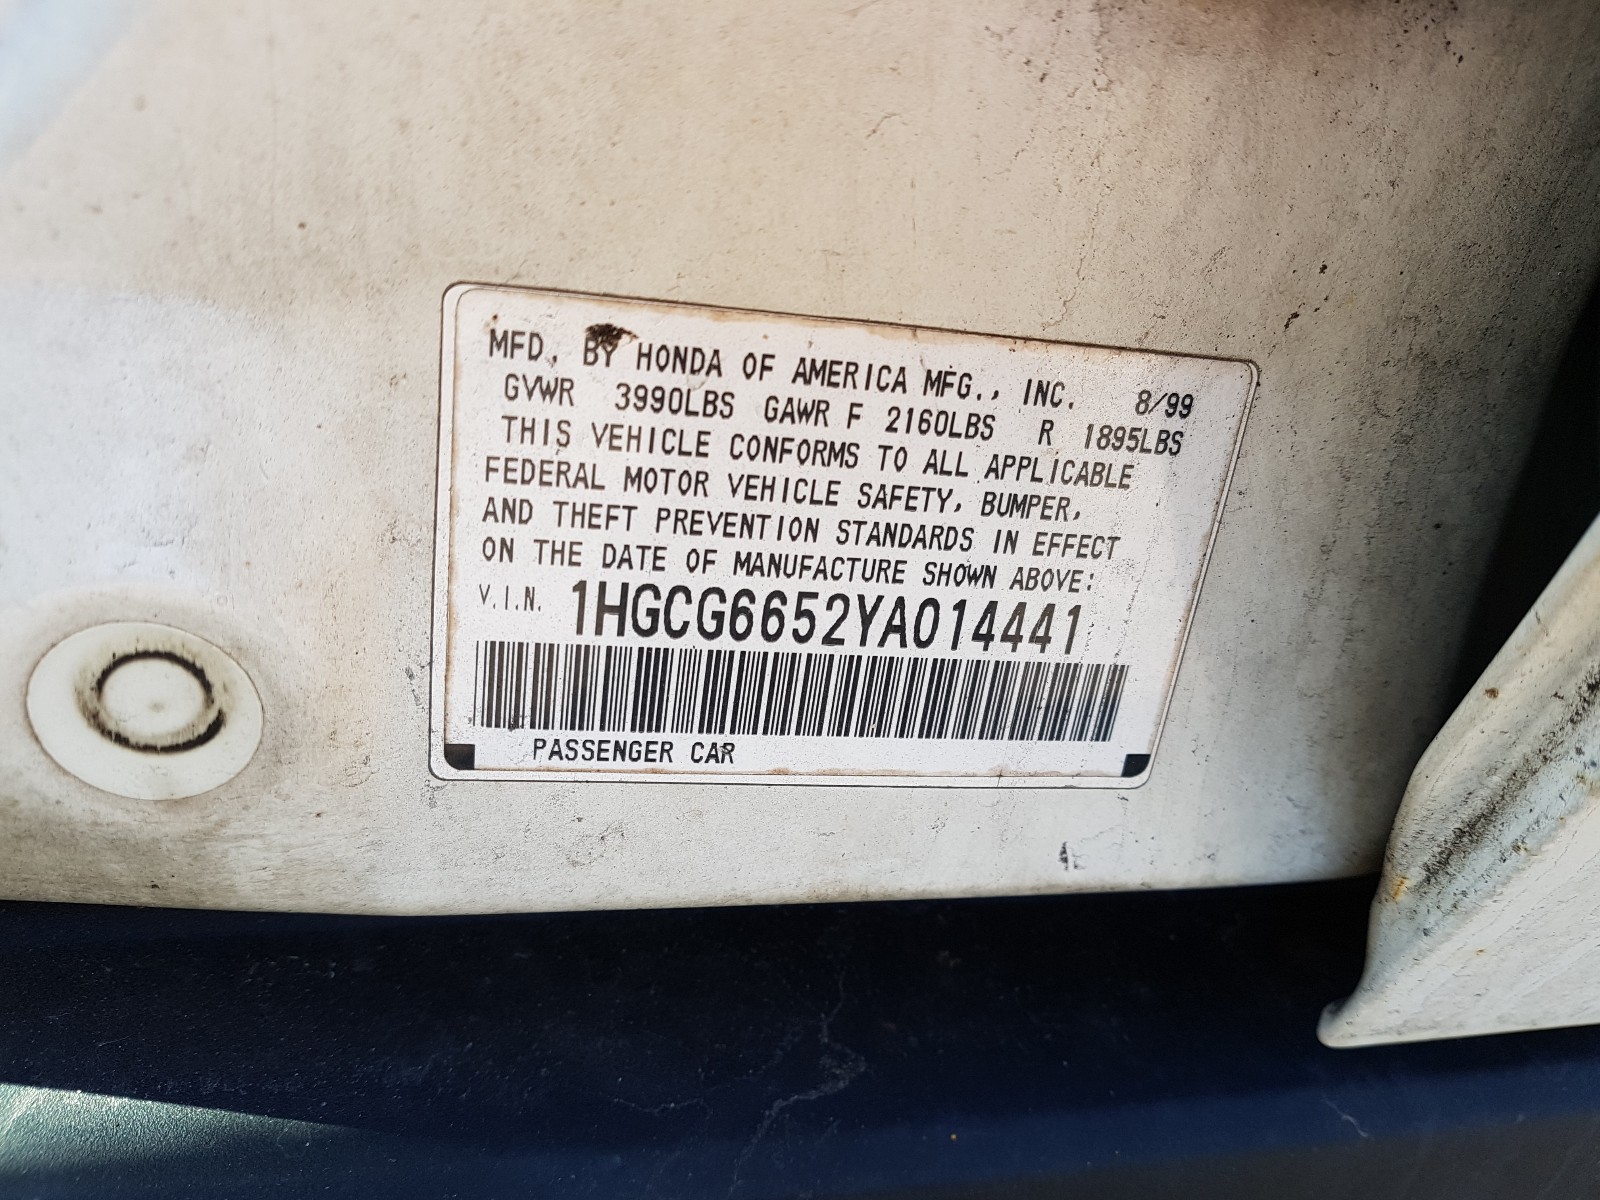 MFD. BY HONDA OF AMERICA MFG., INC. 8/99
GVWR 3990LBS GAWR F 2160LBS R 1895LBS
THIS VEHICLE CONFORMS TO ALL APPLICABLE
FEDERAL MOTOR VEHICLE SAFETY, BUMPER,
AND THEFT PREVENTION STANDARDS IN EFFECT
ON THE DATE OF MANUFACTURE SHOWN ABOVE:
V.I.N. 1HGCG6652YA014441
PASSENGER CAR